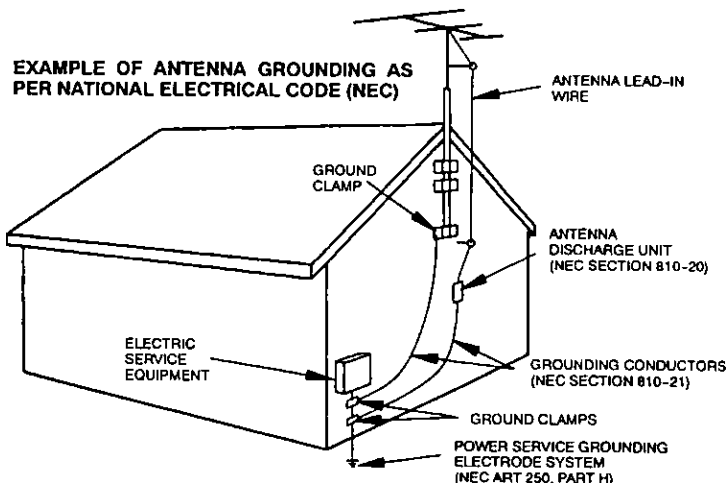 EXAMPLE OF ANTENNA GROUNDING AS
PER NATIONAL ELECTRICAL CODE (NEC)
ANTENNA LEAD-IN
WIRE
GROUND
CLAMP
ANTENNA
DISCHARGE UNIT
(NEC SECTION 810-20)
ELECTRIC
SERVICE
EQUIPMENT
GROUNDING CONDUCTORS
(NEC SECTION 810-21)
GROUND CLAMPS
POWER SERVICE GROUNDING
ELECTRODE SYSTEM
(NEC ART 250, PART H)